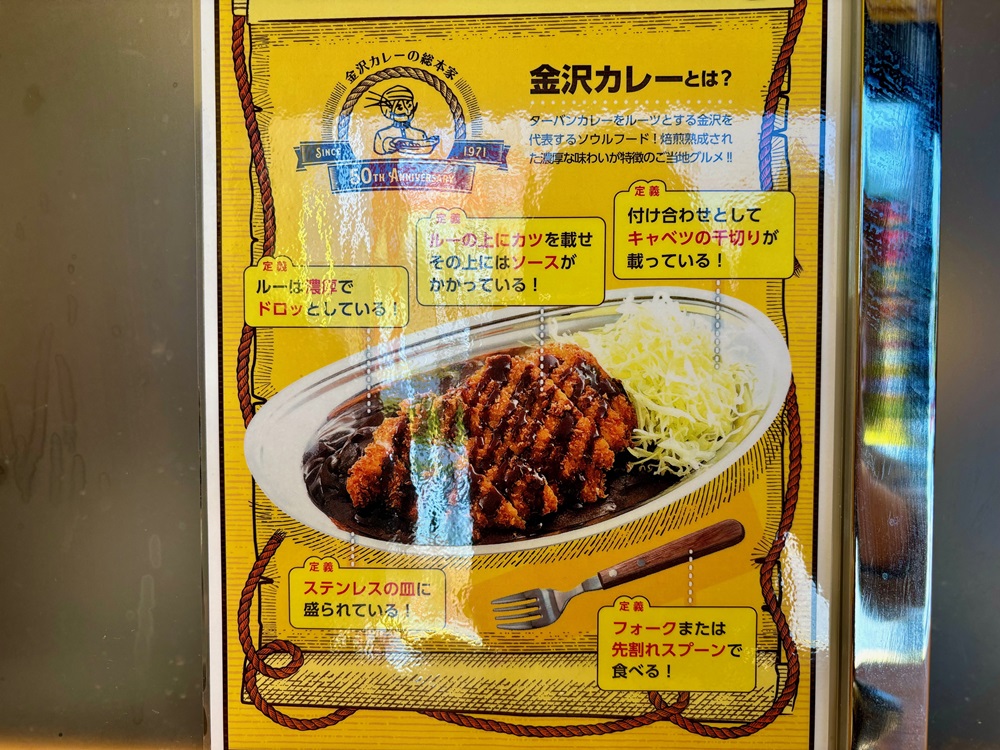 金沢カレーの総本家
SINCE 1971
50TH ANNIVERSARY
金沢カレーとは?
ターバンカレーをルーツとする金沢を
代表するソウルフード!焙煎熟成され
た濃厚な味わいが特徴のご当地グルメ!!
定義
付け合わせとして
キャベツの千切りが
載っている!
定義
ルーの上にカツを載せ
その上にはソースが
かかっている!
定義
ルーは濃厚で
ドロッとしている!
定義
ステンレスの皿に
盛られている!
定義
フォークまたは
先割れスプーンで
食べる!